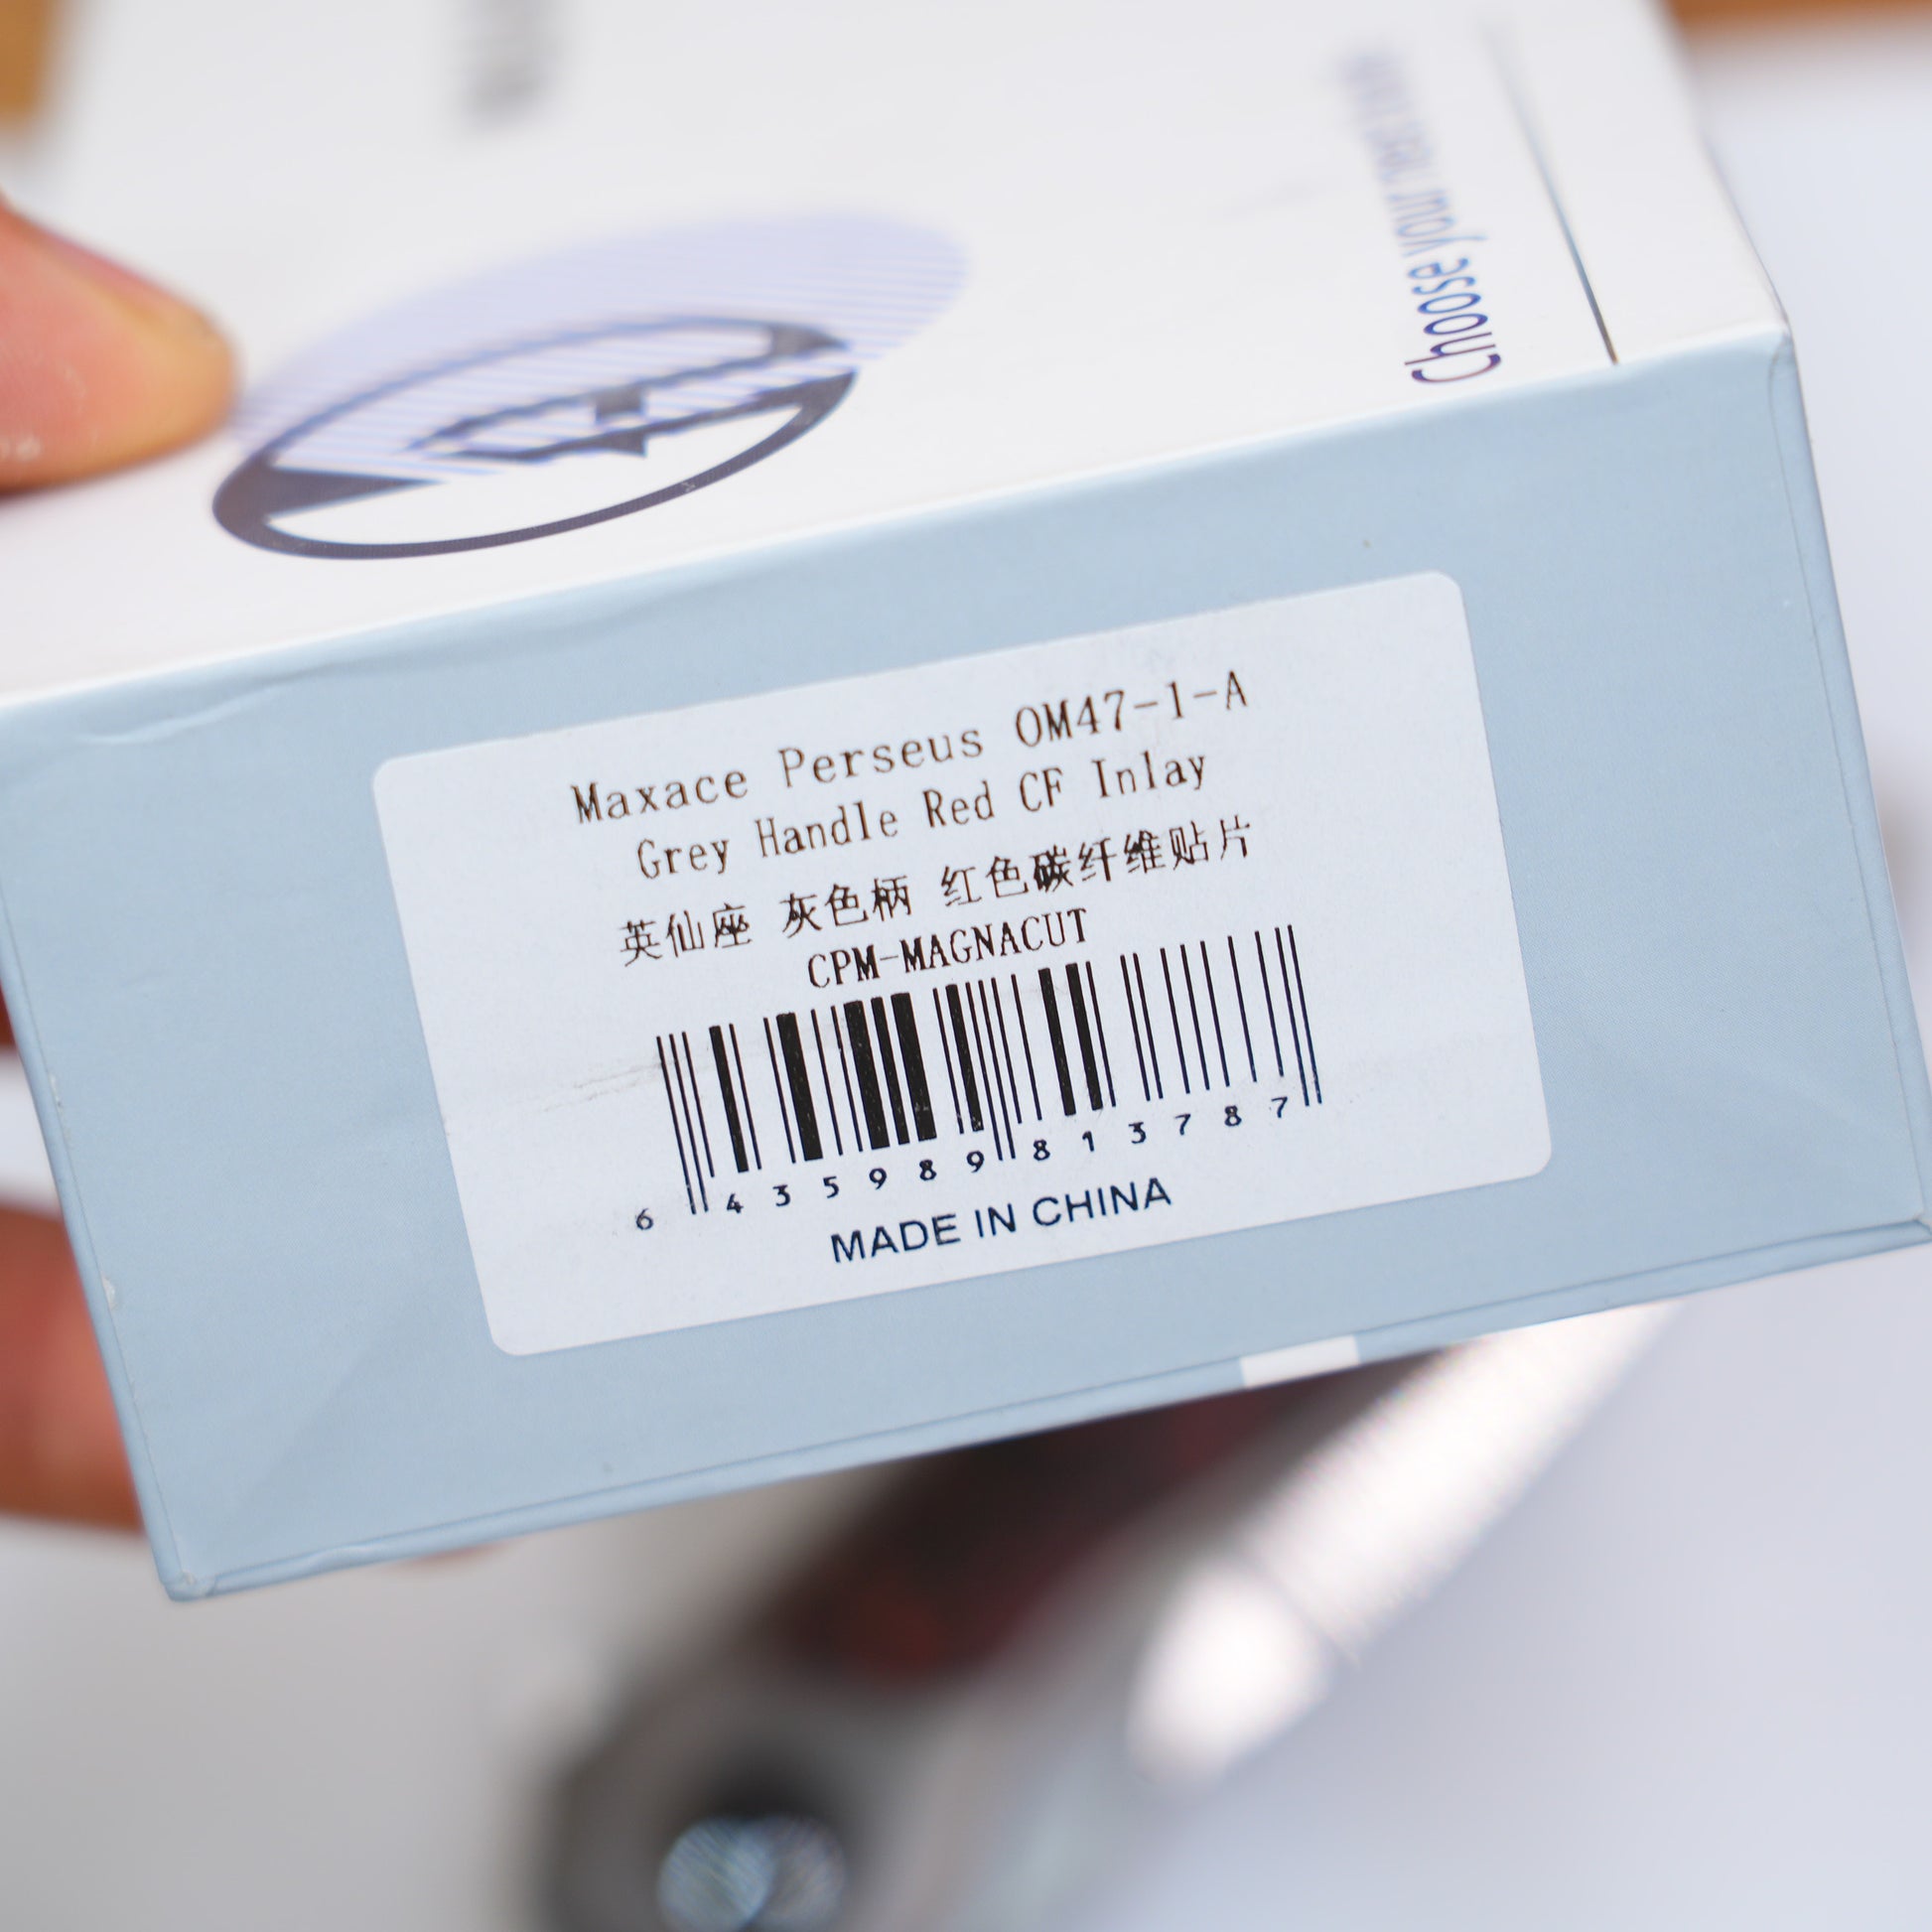 Choose your
Maxace Perseus OM47-1-A
Grey Handle Red CF Inlay
英仙座 灰色柄 红色碳纤维贴片
CPM-MAGNACUT
6 435989 813787
MADE IN CHINA